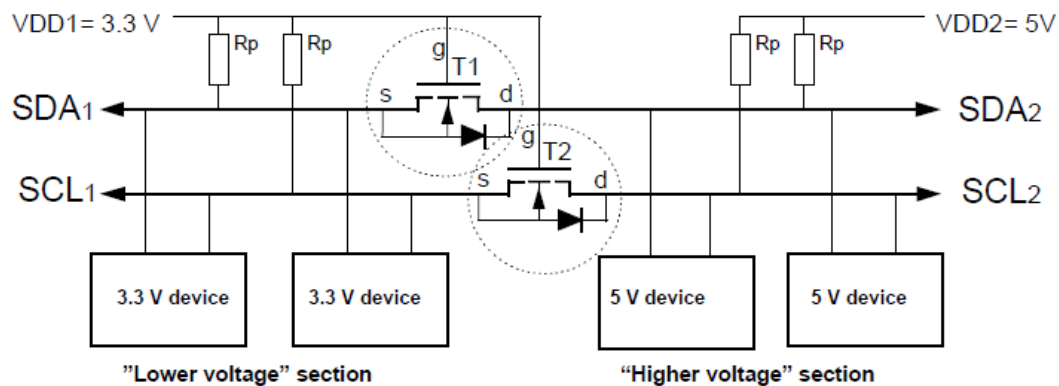 VDD1= 3.3 V
VDD2= 5V
Rp
Rp
Rp
Rp
g
T1
s
d
SDA1
SDA2
g
T2
s
d
SCL1
SCL2
3.3 V device
3.3 V device
5 V device
5 V device
”Lower voltage” section
“Higher voltage” section